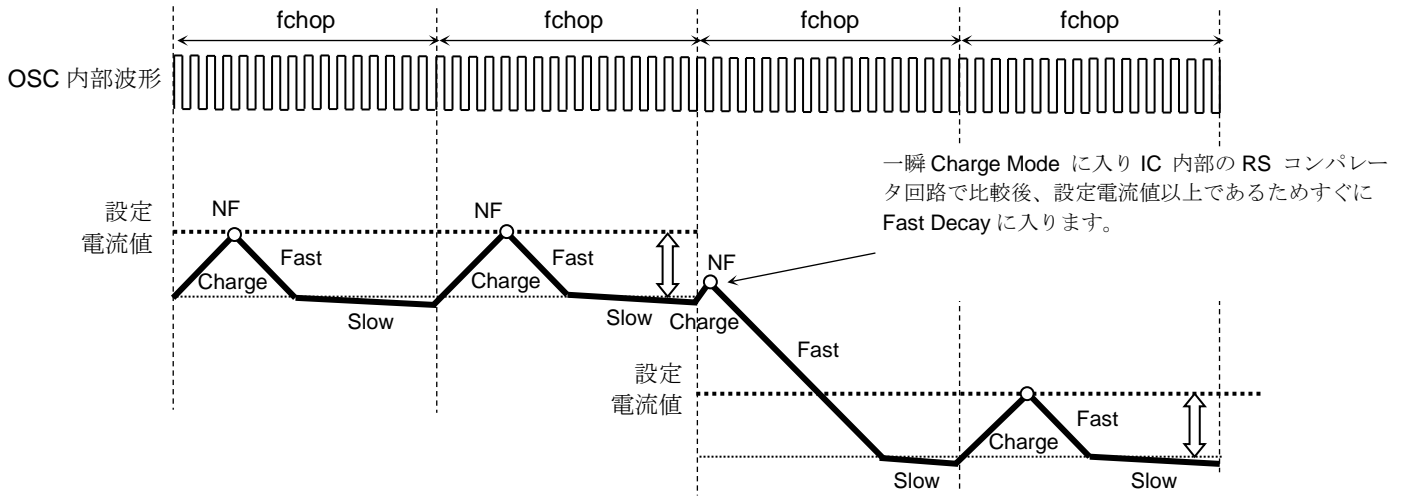 fchop fchop fchop fchop
OSC 内部波形
一瞬 Charge Mode に入り IC 内部の RS コンパレー
タ回路で比較後、設定電流値以上であるためすぐに
Fast Decay に入ります。
設定
電流値
NF
Charge
Fast
Slow
NF
Charge
Fast
Slow
NF
Charge
Fast
Slow
設定
電流値
Charge
Fast
Slow